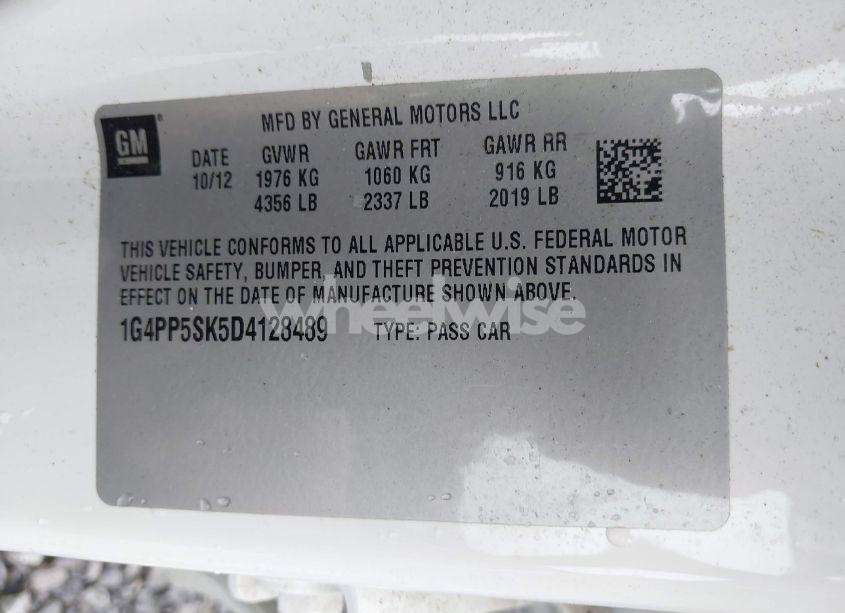 GM
MFD BY GENERAL MOTORS LLC
DATE GVWR GAWR FRT GAWR RR
10/12 1976 KG 1060 KG 916 KG
4356 LB 2337 LB 2019 LB
THIS VEHICLE CONFORMS TO ALL APPLICABLE U.S. FEDERAL MOTOR
VEHICLE SAFETY, BUMPER, AND THEFT PREVENTION STANDARDS IN
EFFECT ON THE DATE OF MANUFACTURE SHOWN ABOVE.
1G4PP5SK5D4128489 TYPE: PASS CAR
wheelwise